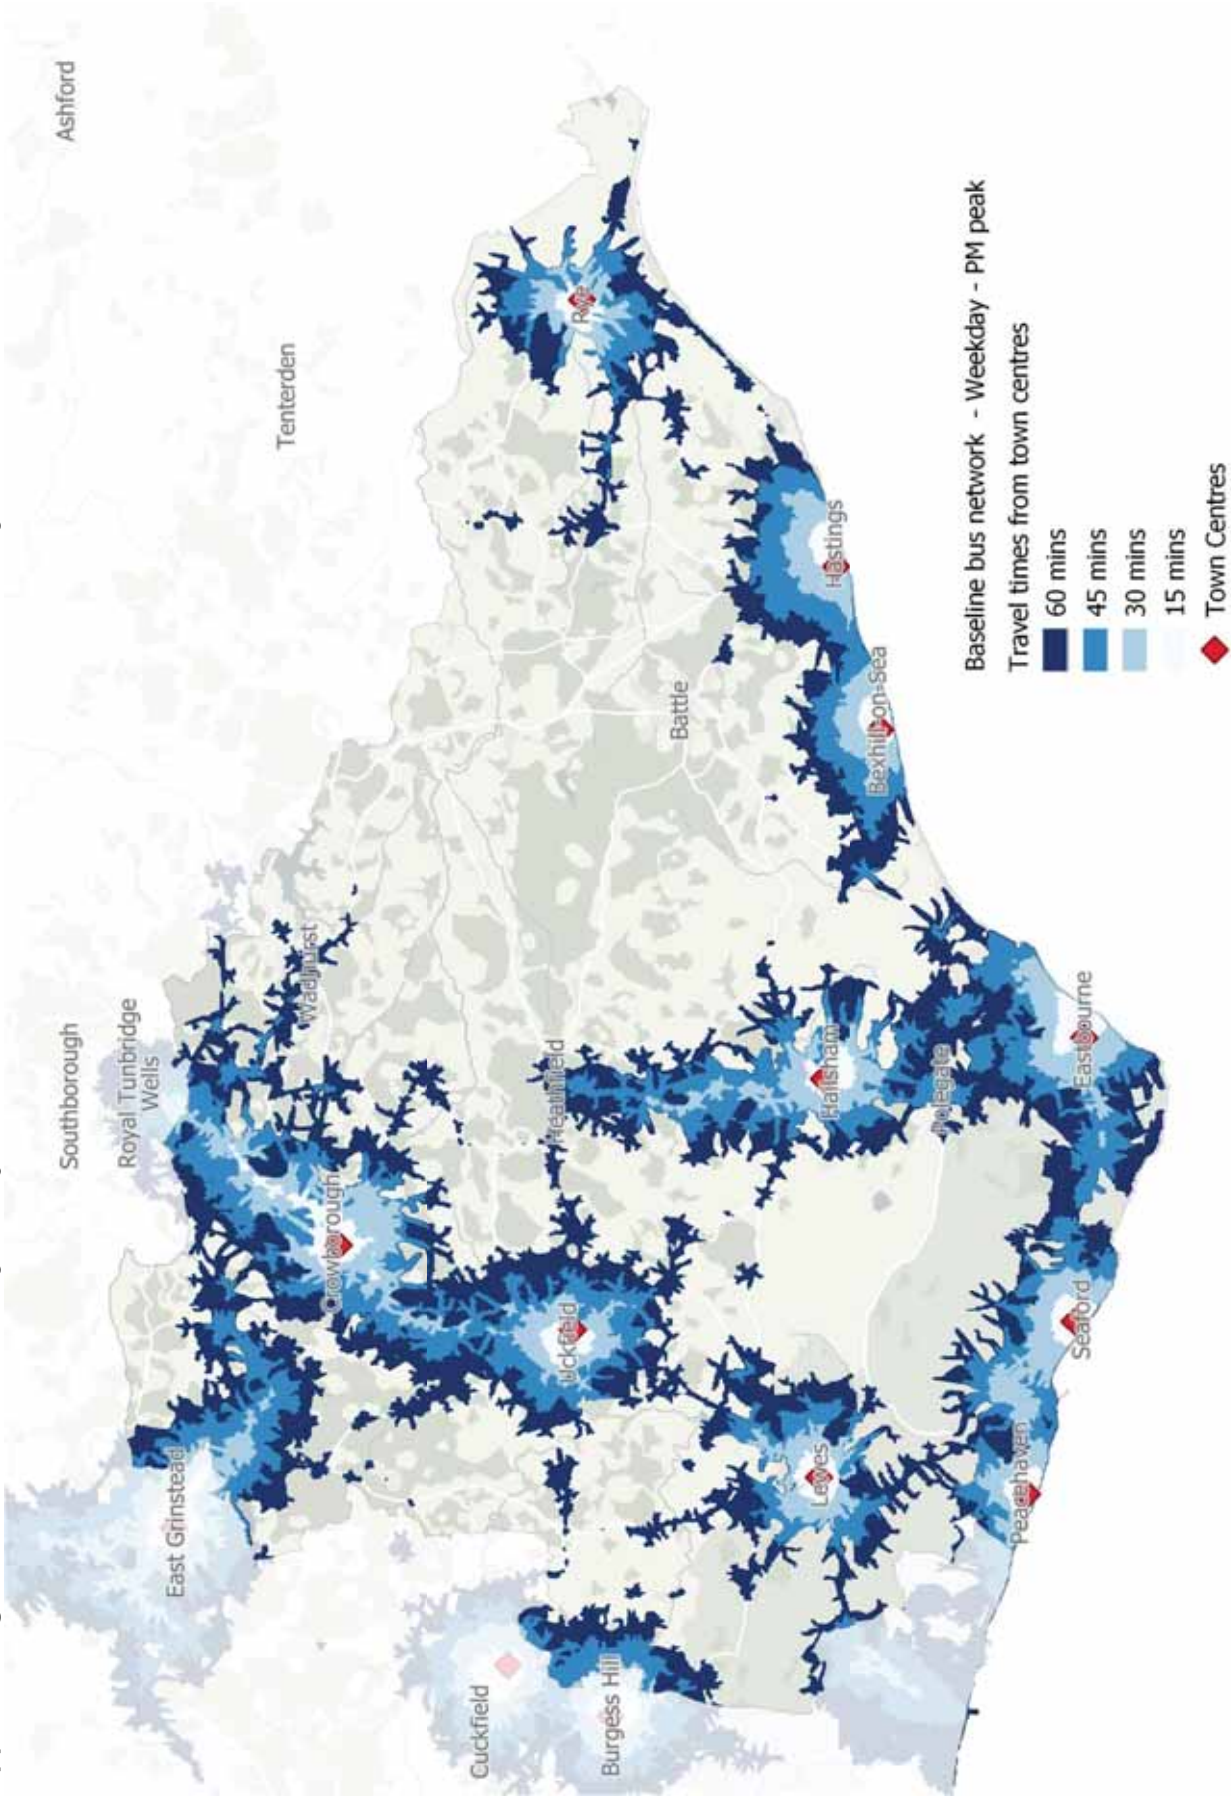 Ashford
Tenterden
Southborough
Royal Tunbridge
Wells
Wadhurst
East Grinstead
Crowborough
Rye
Heathfield
Uckfield
Cuckfield
Burgess Hill
Battle
Hastings
Bexhill-on-Sea
Hailsham
Polegate
Lewes
Eastbourne
Seaford
Peacehaven
Baseline bus network - Weekday - PM peak
Travel times from town centres
60 mins
45 mins
30 mins
15 mins
Town Centres